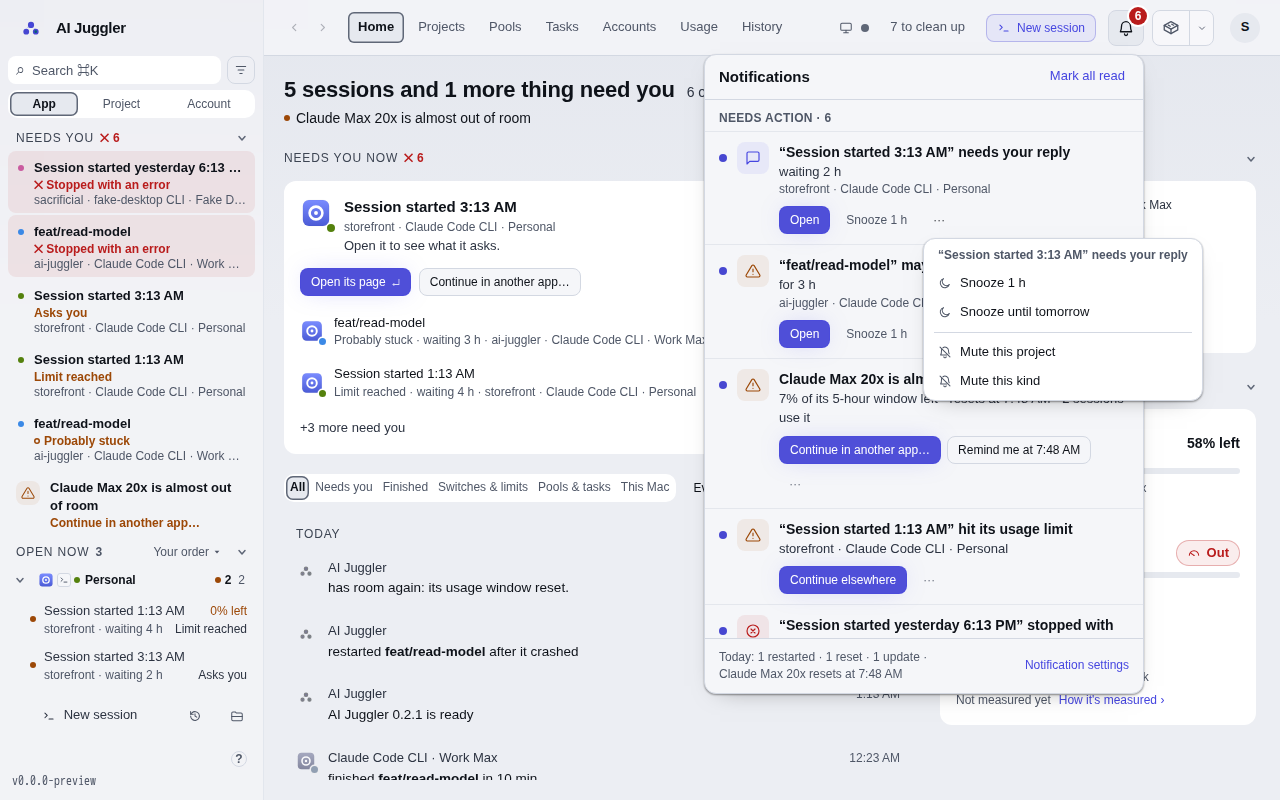 AI Juggler
Search ⌘K
App Project Account
NEEDS YOU 6
Session started yesterday 6:13 …
Stopped with an error
sacrificial · fake-desktop CLI · Fake D…
feat/read-model
Stopped with an error
ai-juggler · Claude Code CLI · Work …
Session started 3:13 AM
Asks you
storefront · Claude Code CLI · Personal
Session started 1:13 AM
Limit reached
storefront · Claude Code CLI · Personal
feat/read-model
Probably stuck
ai-juggler · Claude Code CLI · Work …
Claude Max 20x is almost out
of room
Continue in another app…
OPEN NOW 3 Your order
Personal 2 2
Session started 1:13 AM 0% left
storefront · waiting 4 h Limit reached
Session started 3:13 AM
storefront · waiting 2 h Asks you
New session
?
v0.0.0-preview
Home Projects Pools Tasks Accounts Usage History
7 to clean up
New session
6
S
5 sessions and 1 more thing need you
Claude Max 20x is almost out of room
NEEDS YOU NOW 6
Session started 3:13 AM
storefront · Claude Code CLI · Personal
Open it to see what it asks.
Open its page Continue in another app…
feat/read-model
Probably stuck · waiting 3 h · ai-juggler · Claude Code CLI · Work Max
Session started 1:13 AM
Limit reached · waiting 4 h · storefront · Claude Code CLI · Personal
+3 more need you
All Needs you Finished Switches & limits Pools & tasks This Mac
TODAY
AI Juggler
has room again: its usage window reset.
AI Juggler
restarted feat/read-model after it crashed
AI Juggler
AI Juggler 0.2.1 is ready
Claude Code CLI · Work Max 12:23 AM
finished feat/read-model in 10 min
Notifications Mark all read
NEEDS ACTION · 6
“Session started 3:13 AM” needs your reply
waiting 2 h
storefront · Claude Code CLI · Personal
Open Snooze 1 h …
“feat/read-model” may
for 3 h
ai-juggler · Claude Code
Open Snooze 1 h
Claude Max 20x is
7% of its 5-hour window left
use it
Continue in another app… Remind me at 7:48 AM
…
“Session started 1:13 AM” hit its usage limit
storefront · Claude Code CLI · Personal
Continue elsewhere …
“Session started yesterday 6:13 PM” stopped with
Today: 1 restarted · 1 reset · 1 update ·
Claude Max 20x resets at 7:48 AM
Notification settings
“Session started 3:13 AM” needs your reply
Snooze 1 h
Snooze until tomorrow
Mute this project
Mute this kind
Max
58% left
Out
Not measured yet How it's measured ›